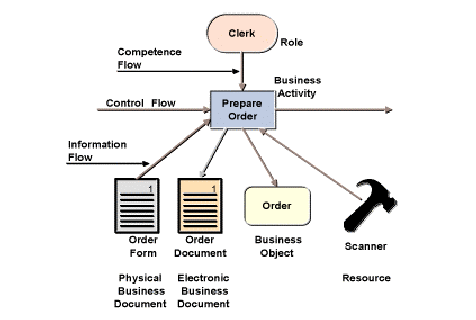 Clerk
Role
Competence
Flow
Business
Activity
Control Flow
Prepare
Order
Information
Flow
1
1
Order
Order
Form
Order
Document
Business
Object
Scanner
Physical
Business
Document
Electronic
Business
Document
Resource